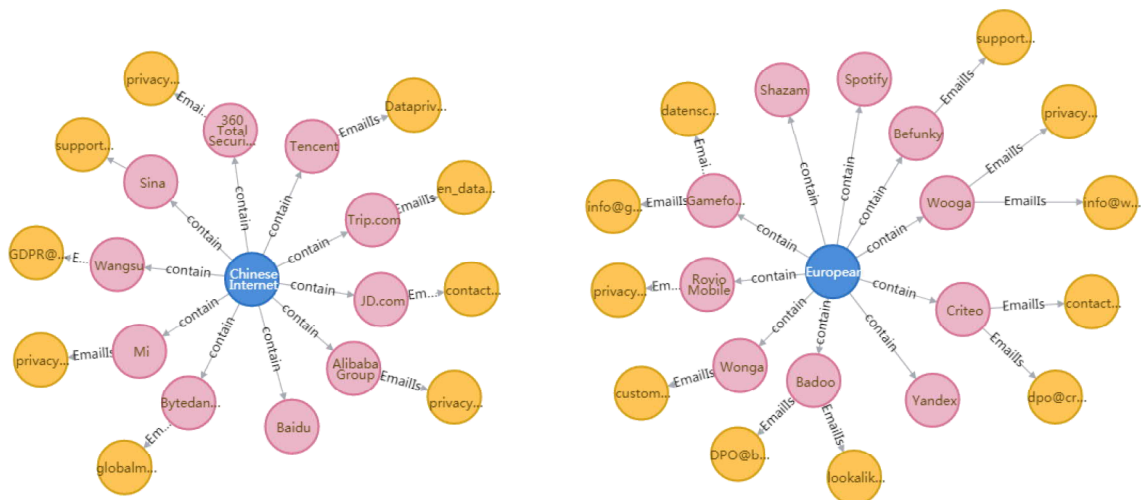 privacy...
Emai...
360
Total
Securi...
contain
Tencent
EmailIs
Datapriv...
contain
support...
Sina
contain
Trip.com
EmailIs
en_data...
contain
GDPR@...
E...
Wangsu
contain
Chinese
Internet
contain
JD.com
Em...
contact...
privacy...
EmailIs
Mi
contain
contain
Alibaba
Group
EmailIs
privacy...
contain
Bytedan...
Em...
globalm...
contain
Baidu
support...
EmailIs
Befunky
contain
Spotify
contain
Shazam
contain
datensc...
Emai...
Gamefo...
EmailIs
info@g...
contain
privacy...
EmailIs
Wooga
EmailIs
info@w...
contain
European
privacy...
Em...
Rovio
Mobile
contain
contain
Criteo
EmailIs
contact...
EmailIs
dpo@cr...
custom...
EmailIs
Wonga
contain
contain
Badoo
EmailIs
DPO@b...
EmailIs
lookalik...
contain
Yandex